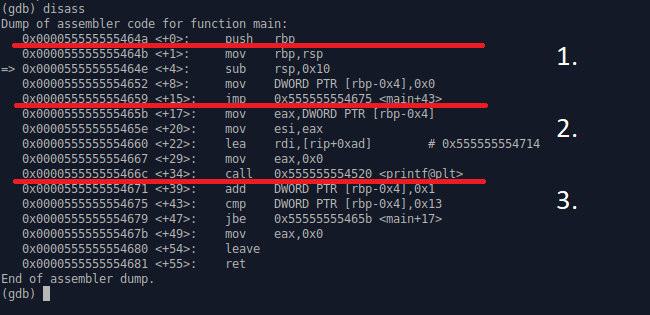 (gdb) disass
Dump of assembler code for function main:
0x000055555555464a <+0>: push rbp
0x000055555555464b <+1>: mov rbp,rsp
=> 0x000055555555464e <+4>: sub rsp,0x10
0x0000555555554652 <+8>: mov DWORD PTR [rbp-0x4],0x0
0x0000555555554659 <+15>: jmp 0x555555554675 <main+43>
0x000055555555465b <+17>: mov eax,DWORD PTR [rbp-0x4]
0x000055555555465e <+20>: mov esi,eax
0x0000555555554660 <+22>: lea rdi,[rip+0xad] # 0x555555554714
0x0000555555554667 <+29>: mov eax,0x0
0x000055555555466c <+34>: call 0x555555554520 <printf@plt>
0x0000555555554671 <+39>: add DWORD PTR [rbp-0x4],0x1
0x0000555555554675 <+43>: cmp DWORD PTR [rbp-0x4],0x13
0x0000555555554679 <+47>: jbe 0x55555555465b <main+17>
0x000055555555467b <+49>: mov eax,0x0
0x0000555555554680 <+54>: leave
0x0000555555554681 <+55>: ret
End of assembler dump.
(gdb)
1.
2.
3.